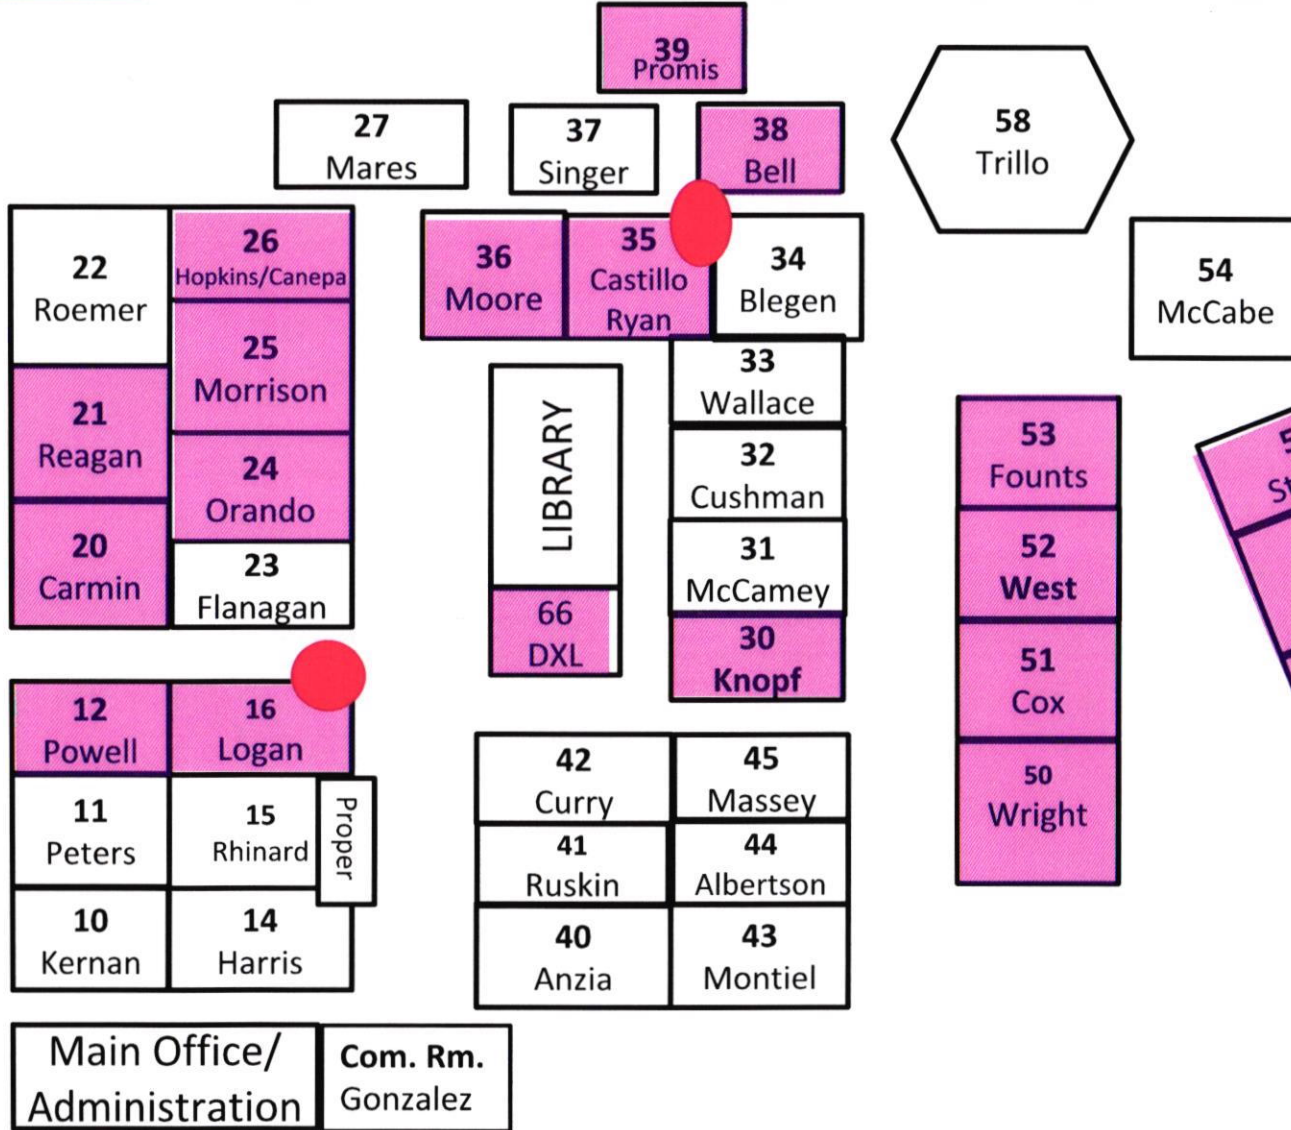 39
Promis
27
Mares
37
Singer
38
Bell
58
Trillo
22
Roemer
26
Hopkins/Canepa
36
Moore
35
Castillo
Ryan
34
Blegen
54
McCabe
25
Morrison
33
Wallace
21
Reagan
LIBRARY
32
Cushman
53
Founts
24
Orando
20
Carmin
23
Flanagan
31
McCamey
52
West
66
DXL
30
Knopf
51
Cox
12
Powell
16
Logan
42
Curry
45
Massey
50
Wright
11
Peters
15
Rhinard
Proper
41
Ruskin
44
Albertson
10
Kernan
14
Harris
40
Anzia
43
Montiel
Main Office/
Administration
Com. Rm.
Gonzalez